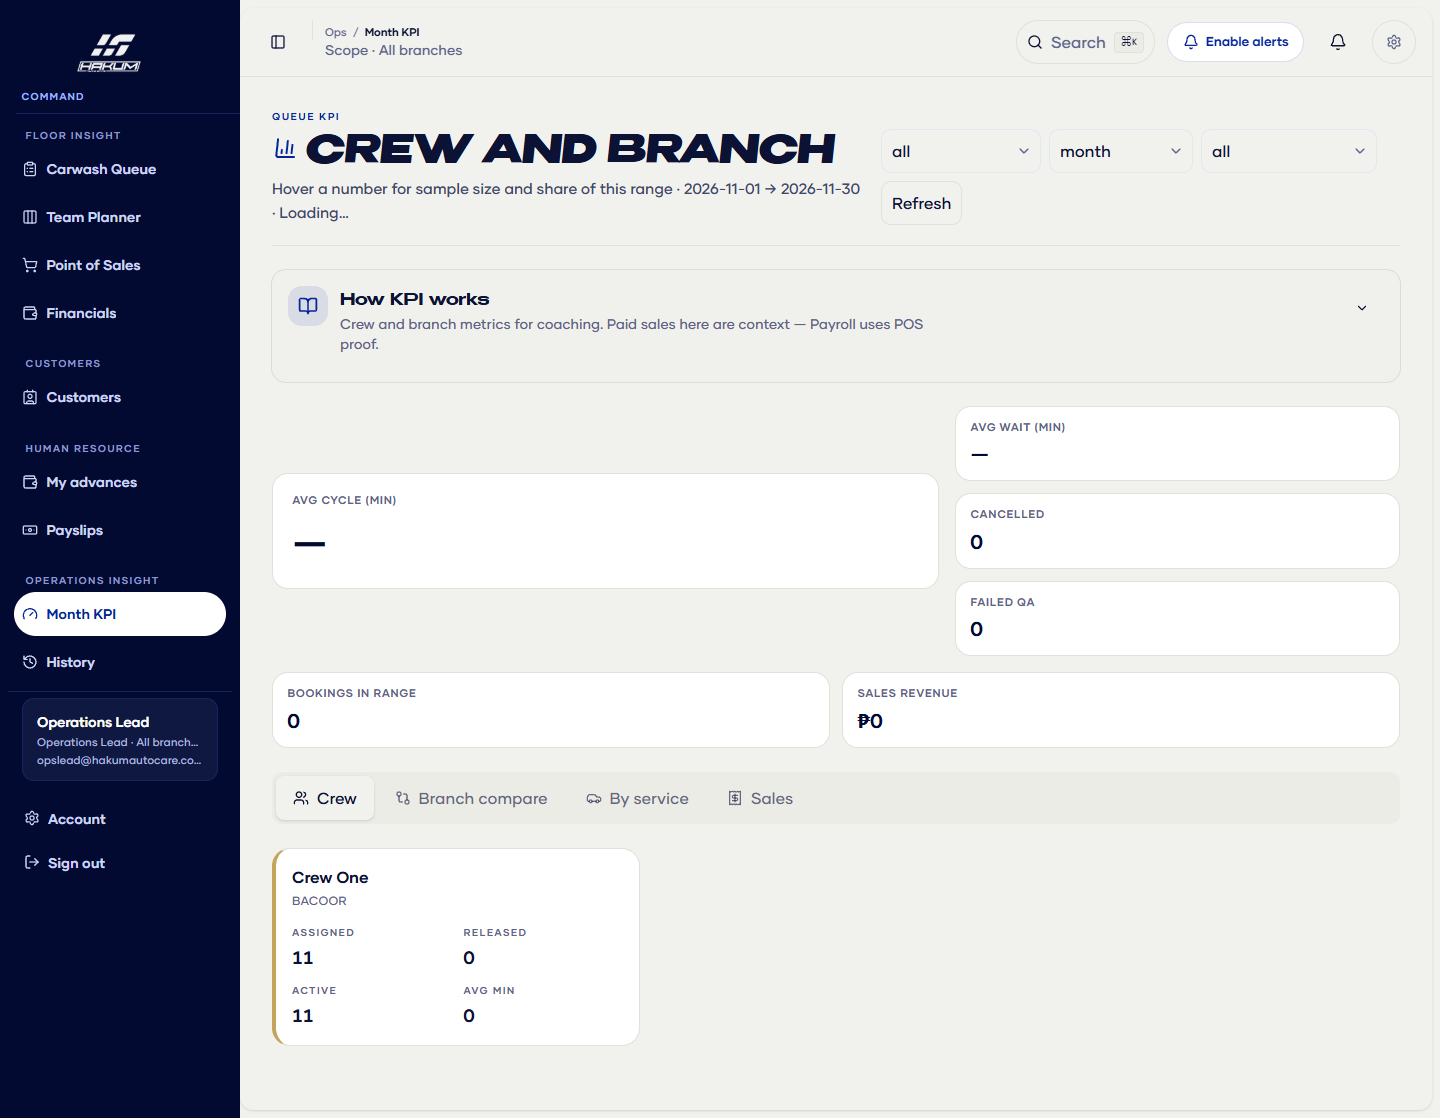 HAKUM
COMMAND
FLOOR INSIGHT
Carwash Queue
Team Planner
Point of Sales
Financials
CUSTOMERS
Customers
HUMAN RESOURCE
My advances
Payslips
OPERATIONS INSIGHT
Month KPI
History
Operations Lead
Operations Lead · All branch...
opslead@hakumautocare.co...
Account
Sign out
Ops / Month KPI
Scope · All branches
Search ⌘K
Enable alerts
QUEUE KPI
CREW AND BRANCH
Hover a number for sample size and share of this range · 2026-11-01 → 2026-11-30
· Loading...
all
month
all
Refresh
How KPI works
Crew and branch metrics for coaching. Paid sales here are context — Payroll uses POS
proof.
AVG CYCLE (MIN)
—
AVG WAIT (MIN)
—
CANCELLED
0
FAILED QA
0
BOOKINGS IN RANGE
0
SALES REVENUE
₱0
Crew
Branch compare
By service
Sales
Crew One
BACOOR
ASSIGNED
11
RELEASED
0
ACTIVE
11
AVG MIN
0